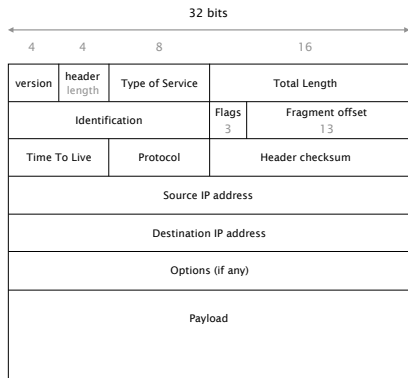 32 bits
4 4 8 16
version header length Type of Service Total Length
Identification Flags 3 Fragment offset 13
Time To Live Protocol Header checksum
Source IP address
Destination IP address
Options (if any)
Payload